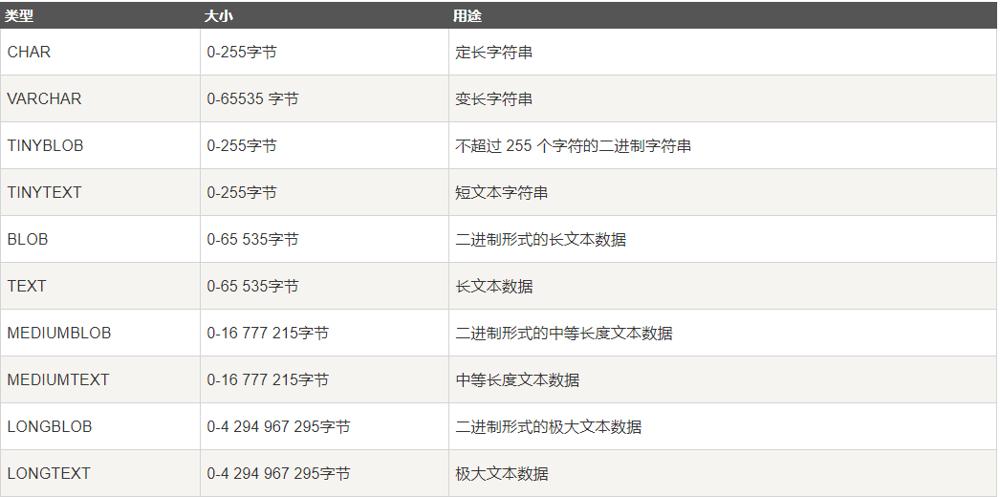 类型 大小 用途
CHAR 0-255字节 定长字符串
VARCHAR 0-65535 字节 变长字符串
TINYBLOB 0-255字节 不超过 255 个字符的二进制字符串
TINYTEXT 0-255字节 短文本字符串
BLOB 0-65 535字节 二进制形式的长文本数据
TEXT 0-65 535字节 长文本数据
MEDIUMBLOB 0-16 777 215字节 二进制形式的中等长度文本数据
MEDIUMTEXT 0-16 777 215字节 中等长度文本数据
LONGBLOB 0-4 294 967 295字节 二进制形式的极大文本数据
LONGTEXT 0-4 294 967 295字节 极大文本数据